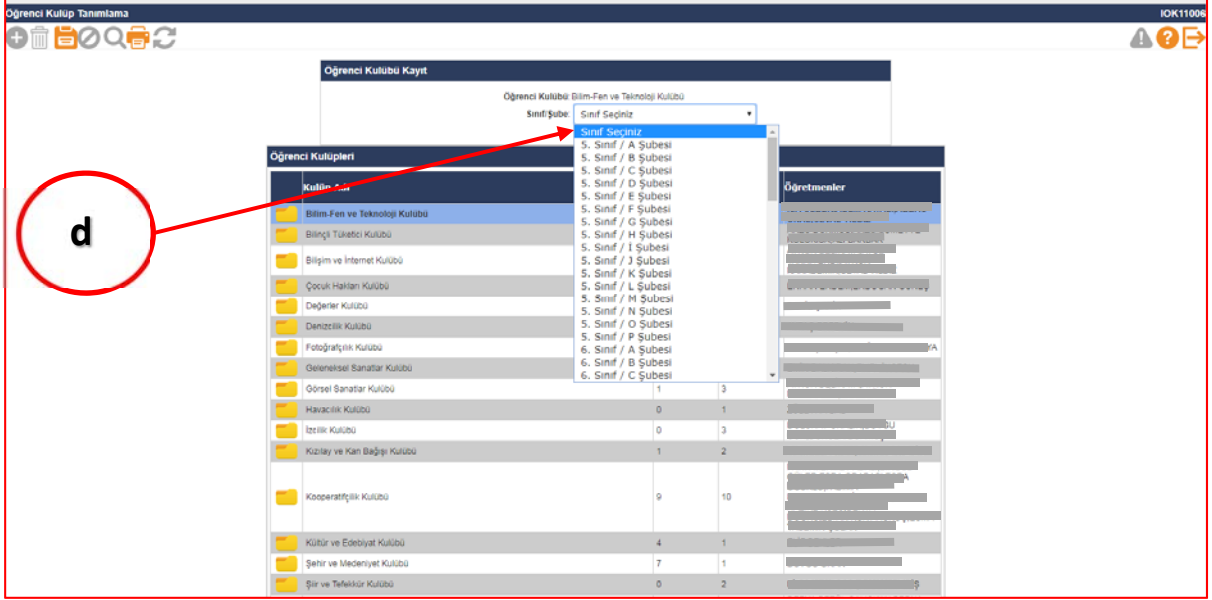 Öğrenci Kulüp Tanımlama IOK11006
Öğrenci Kulübü Kayıt
Öğrenci Kulübü: Bilim-Fen ve Teknoloji Kulübü
Sınıf/Şube: Sınıf Seçiniz
Sınıf Seçiniz
5. Sınıf / A Şubesi
5. Sınıf / B Şubesi
5. Sınıf / C Şubesi
5. Sınıf / D Şubesi
5. Sınıf / E Şubesi
5. Sınıf / F Şubesi
5. Sınıf / G Şubesi
5. Sınıf / H Şubesi
5. Sınıf / İ Şubesi
5. Sınıf / J Şubesi
5. Sınıf / K Şubesi
5. Sınıf / L Şubesi
5. Sınıf / M Şubesi
5. Sınıf / N Şubesi
5. Sınıf / O Şubesi
5. Sınıf / P Şubesi
6. Sınıf / A Şubesi
6. Sınıf / B Şubesi
6. Sınıf / C Şubesi
d
Öğrenci Kulüpleri
Kulüp Adı Öğretmenler
Bilim-Fen ve Teknoloji Kulübü
Bilinçli Tüketici Kulübü
Bilişim ve İnternet Kulübü
Çocuk Hakları Kulübü
Değerler Kulübü
Denizcilik Kulübü
Fotoğrafçılık Kulübü
Geleneksel Sanatlar Kulübü
Görsel Sanatlar Kulübü 1 3
Havacılık Kulübü 0 1
İzcilik Kulübü 0 3
Kızılay ve Kan Bağışı Kulübü 1 2
Kooperatifçilik Kulübü 9 10
Kültür ve Edebiyat Kulübü 4 1
Şehir ve Medeniyet Kulübü 7 1
Şiir ve Tefekkür Kulübü 0 2